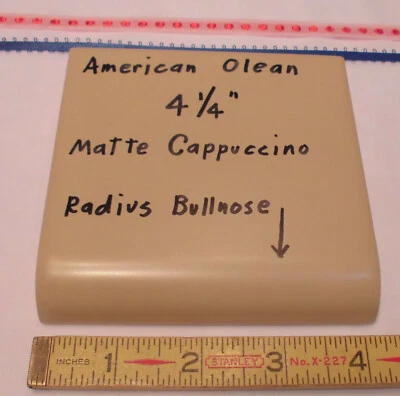 American Olean
4 1/4"
Matte Cappuccino
Radius Bullnose
INCHES 1 2 STANLEY 3 No. X-227 4